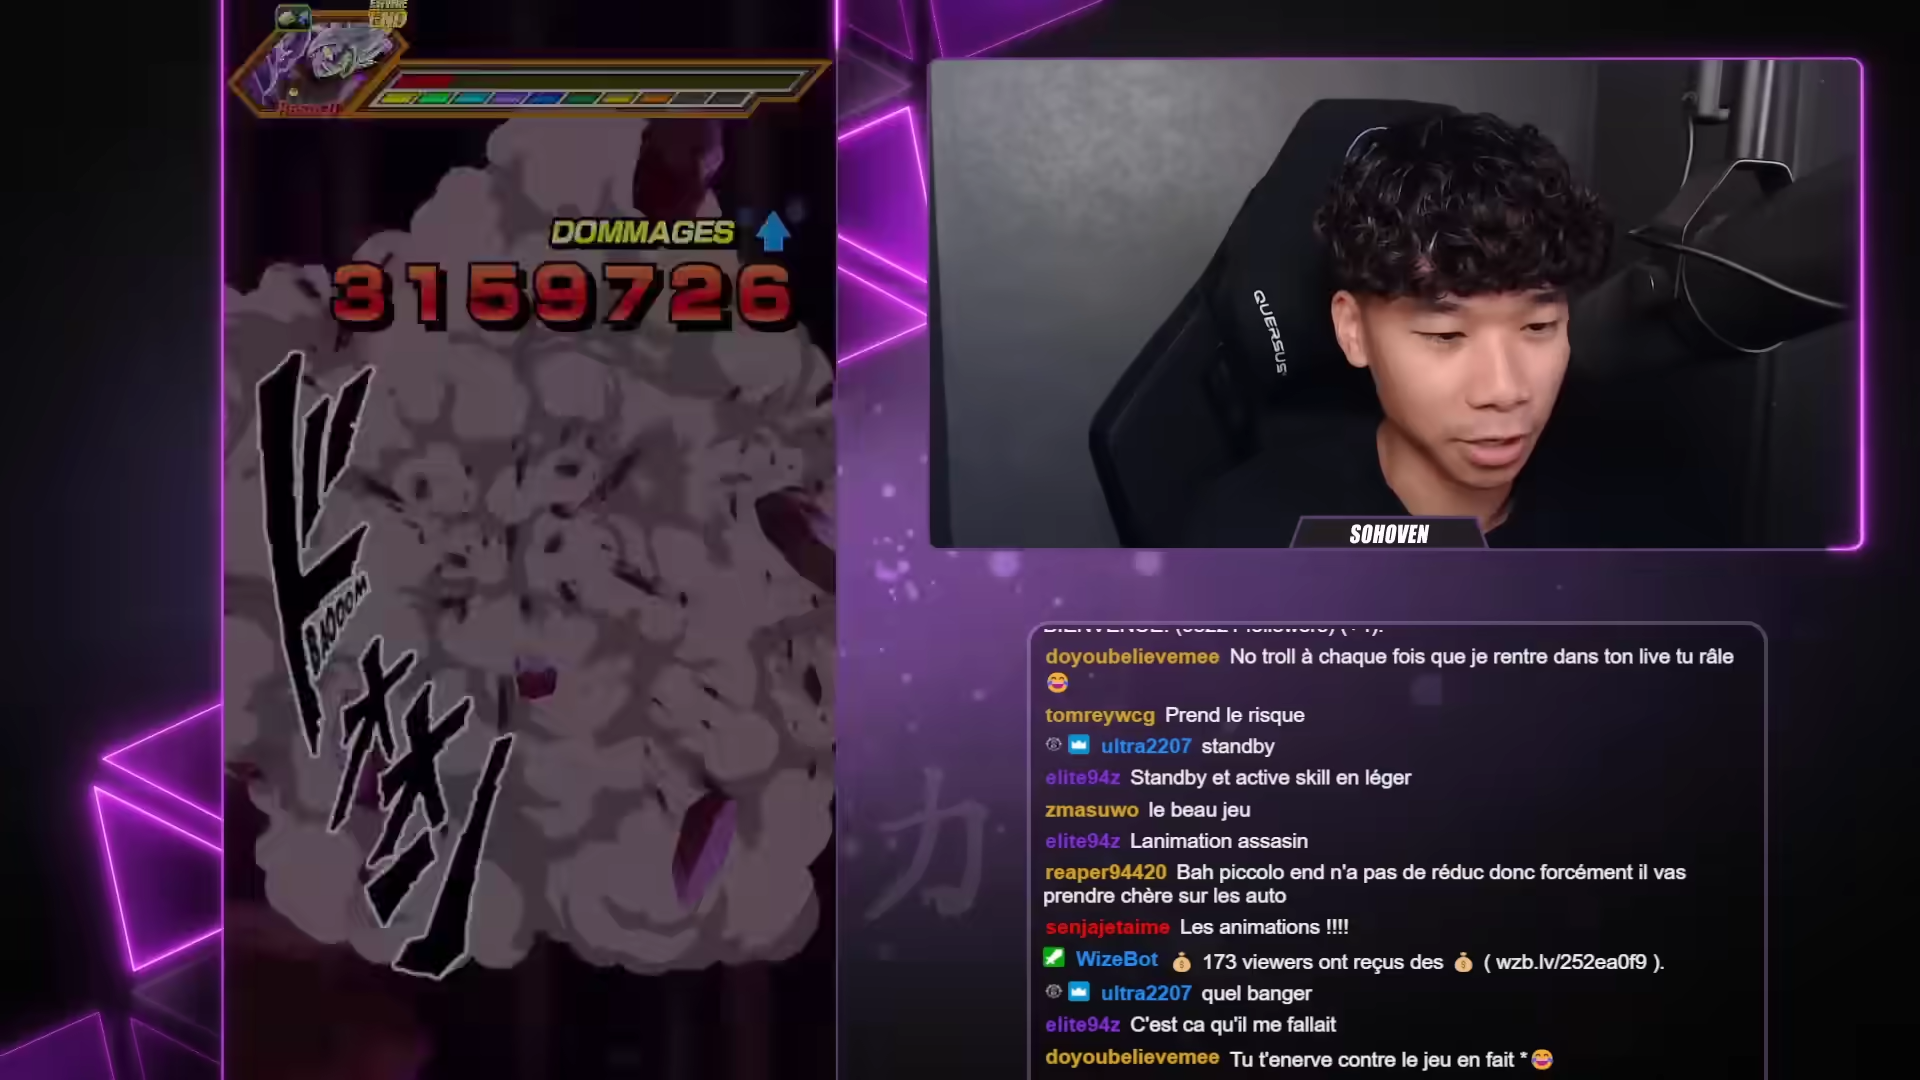 END
DOMMAGES
3159726
BAOOOM
QUERSUS
SOHOVEN
doyoubelievemee No troll à chaque fois que je rentre dans ton live tu râle
😂
tomreywcg Prend le risque
ultra2207 standby
elite94z Standby et active skill en léger
zmasuwo le beau jeu
elite94z Lanimation assasin
reaper94420 Bah piccolo end n'a pas de réduc donc forcément il vas
prendre chère sur les auto
senjajetaime Les animations !!!!
WizeBot 💰 173 viewers ont reçus des 💰 ( wzb.lv/252ea0f9 ).
ultra2207 quel banger
elite94z C'est ca qu'il me fallait
doyoubelievemee Tu t'enerve contre le jeu en fait * 😂
力